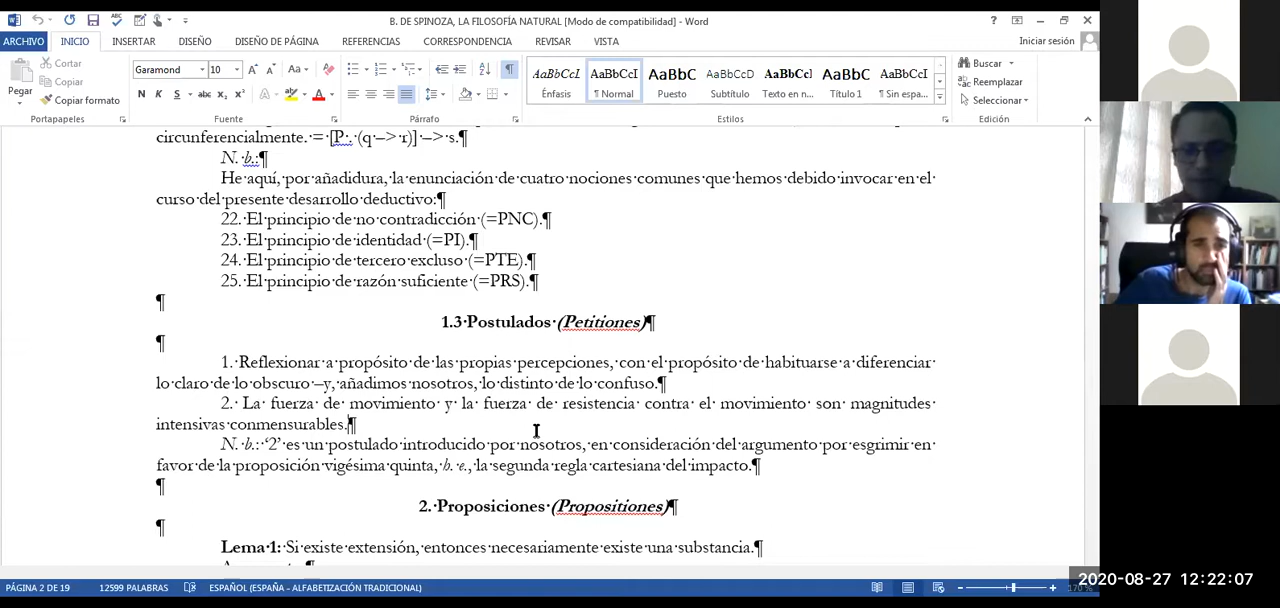 B. DE SPINOZA, LA FILOSOFÍA NATURAL [Modo de compatibilidad] - Word
ARCHIVO INICIO INSERTAR DISEÑO DISEÑO DE PÁGINA REFERENCIAS CORRESPONDENCIA REVISAR VISTA Iniciar sesión
Pegar
Cortar
Copiar
Copiar formato
Portapapeles
Garamond 10
Fuente
Párrafo
AaBbCcI AaBbCcI AaBbC AaBbCcI AaBbCc] AaBbC AaBbCcI
Énfasis ¶ Normal Puesto Subtítulo Texto en n... Título 1 ¶ Sin espa...
Estilos
Buscar
Reemplazar
Seleccionar
Edición
circunferencialmente. = [P :. (q –> r)] –> s.¶
N. b.:¶
He aquí, por añadidura, la enunciación de cuatro nociones comunes que hemos debido invocar en el
curso del presente desarrollo deductivo:¶
22. El principio de no contradicción (=PNC).¶
23. El principio de identidad (=PI).¶
24. El principio de tercero excluso (=PTE).¶
25. El principio de razón suficiente (=PRS).¶
¶
1.3 Postulados (Petitiones)¶
¶
1. Reflexionar a propósito de las propias percepciones, con el propósito de habituarse a diferenciar
lo claro de lo obscuro –y, añadimos nosotros, lo distinto de lo confuso.¶
2. La fuerza de movimiento y la fuerza de resistencia contra el movimiento son magnitudes
intensivas conmensurables.¶
N. b.: ‘2’ es un postulado introducido por nosotros, en consideración del argumento por esgrimir en
favor de la proposición vigésima quinta, h. e., la segunda regla cartesiana del impacto.¶
¶
2. Proposiciones (Propositiones)¶
¶
Lema 1: Si existe extensión, entonces necesariamente existe una substancia.¶
PÁGINA 2 DE 19 12599 PALABRAS ESPAÑOL (ESPAÑA - ALFABETIZACIÓN TRADICIONAL) 170 %
2020-08-27 12:22:07